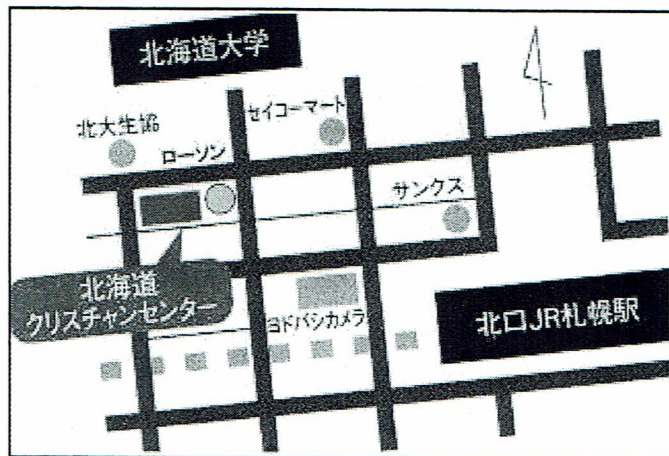 北海道大学
セイコーマート
北大生協
ローソン
サンクス
北海道
クリスチャンセンター
ヨドバシカメラ
北口JR札幌駅